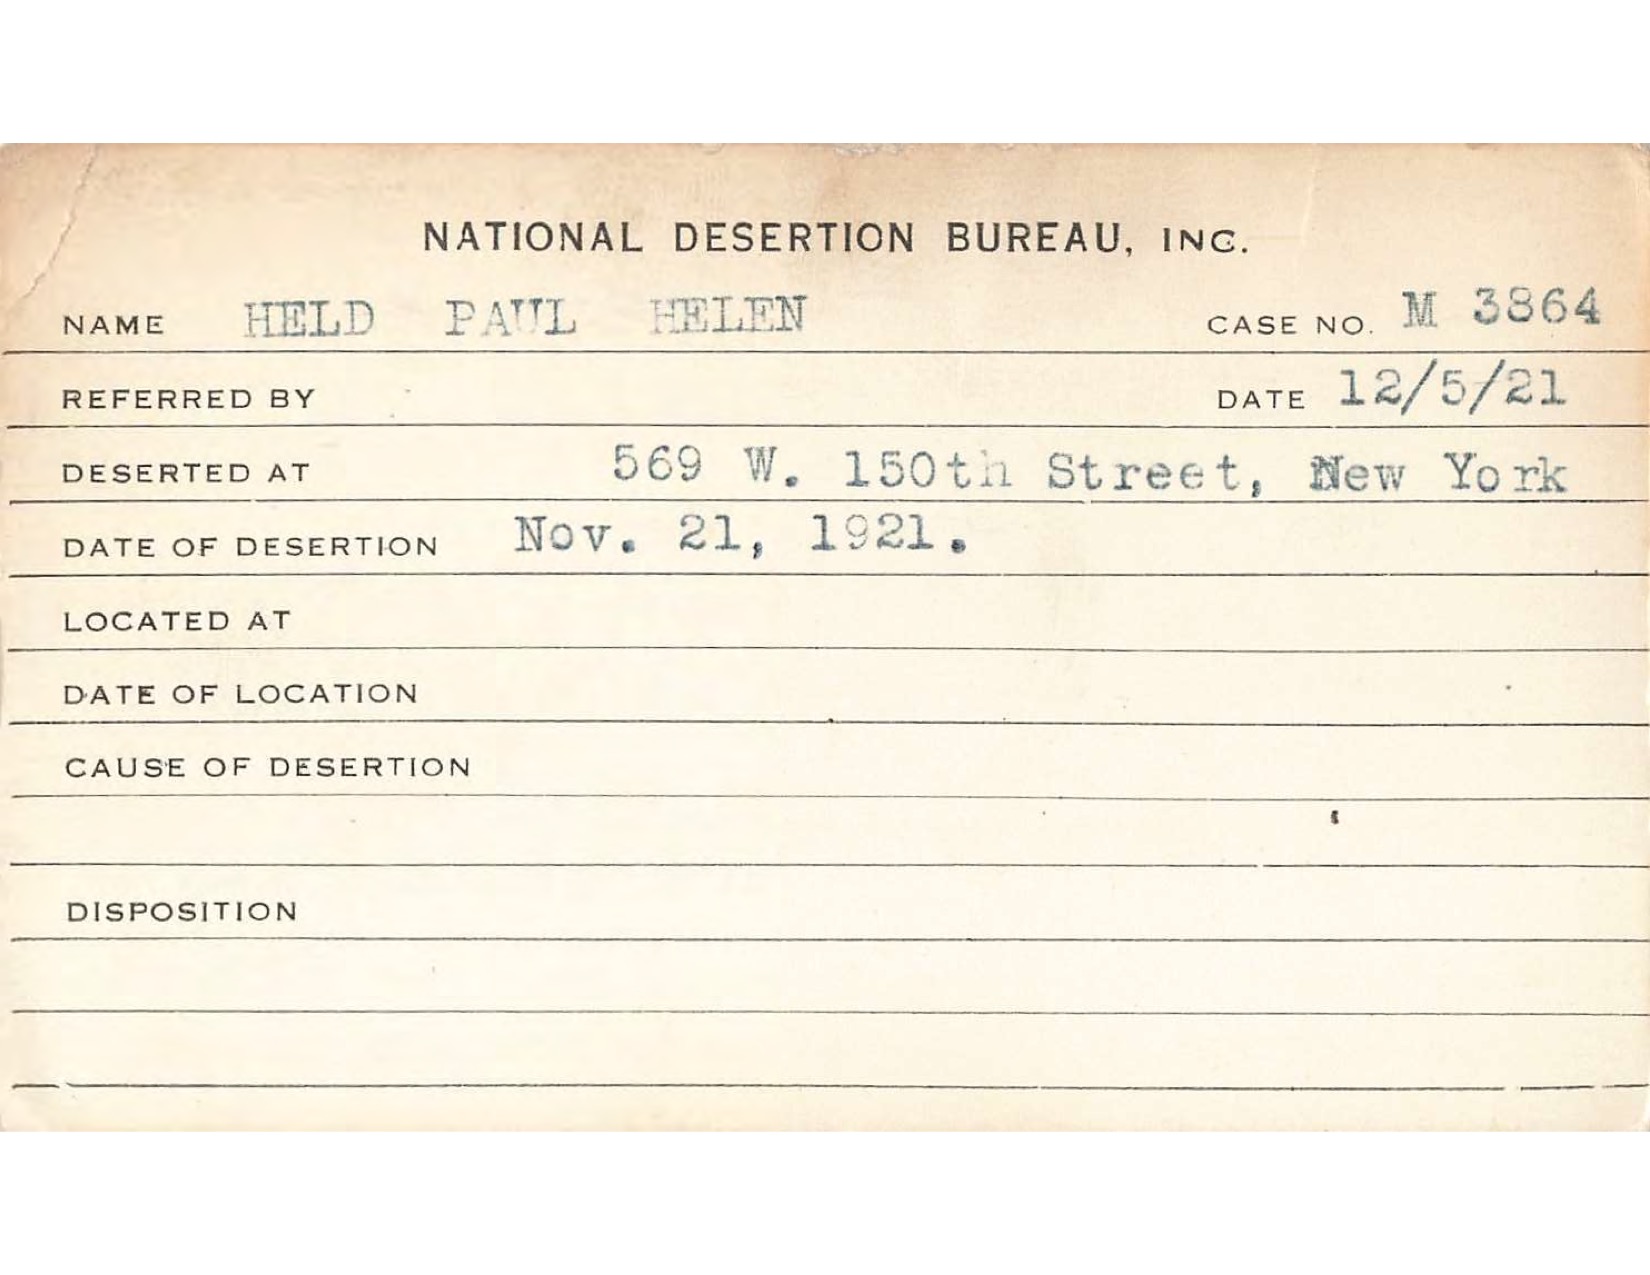 NATIONAL DESERTION BUREAU, INC.
NAME HELD PAUL HELEN CASE NO. M 3864
REFERRED BY DATE 12/5/21
DESERTED AT 569 W. 150th Street, New York
DATE OF DESERTION Nov. 21, 1921.
LOCATED AT
DATE OF LOCATION
CAUSE OF DESERTION
DISPOSITION